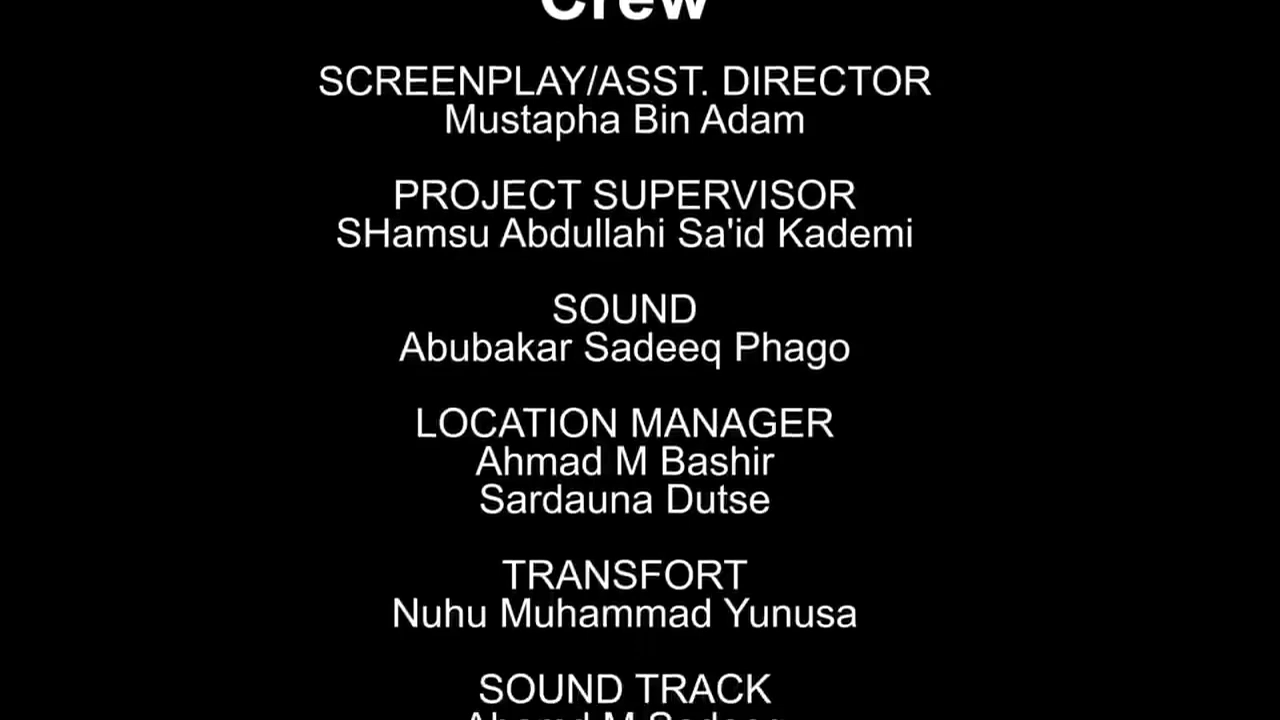 Crew
SCREENPLAY/ASST. DIRECTOR
Mustapha Bin Adam
PROJECT SUPERVISOR
SHamsu Abdullahi Sa'id Kademi
SOUND
Abubakar Sadeeq Phago
LOCATION MANAGER
Ahmad M Bashir
Sardauna Dutse
TRANSFORT
Nuhu Muhammad Yunusa
SOUND TRACK